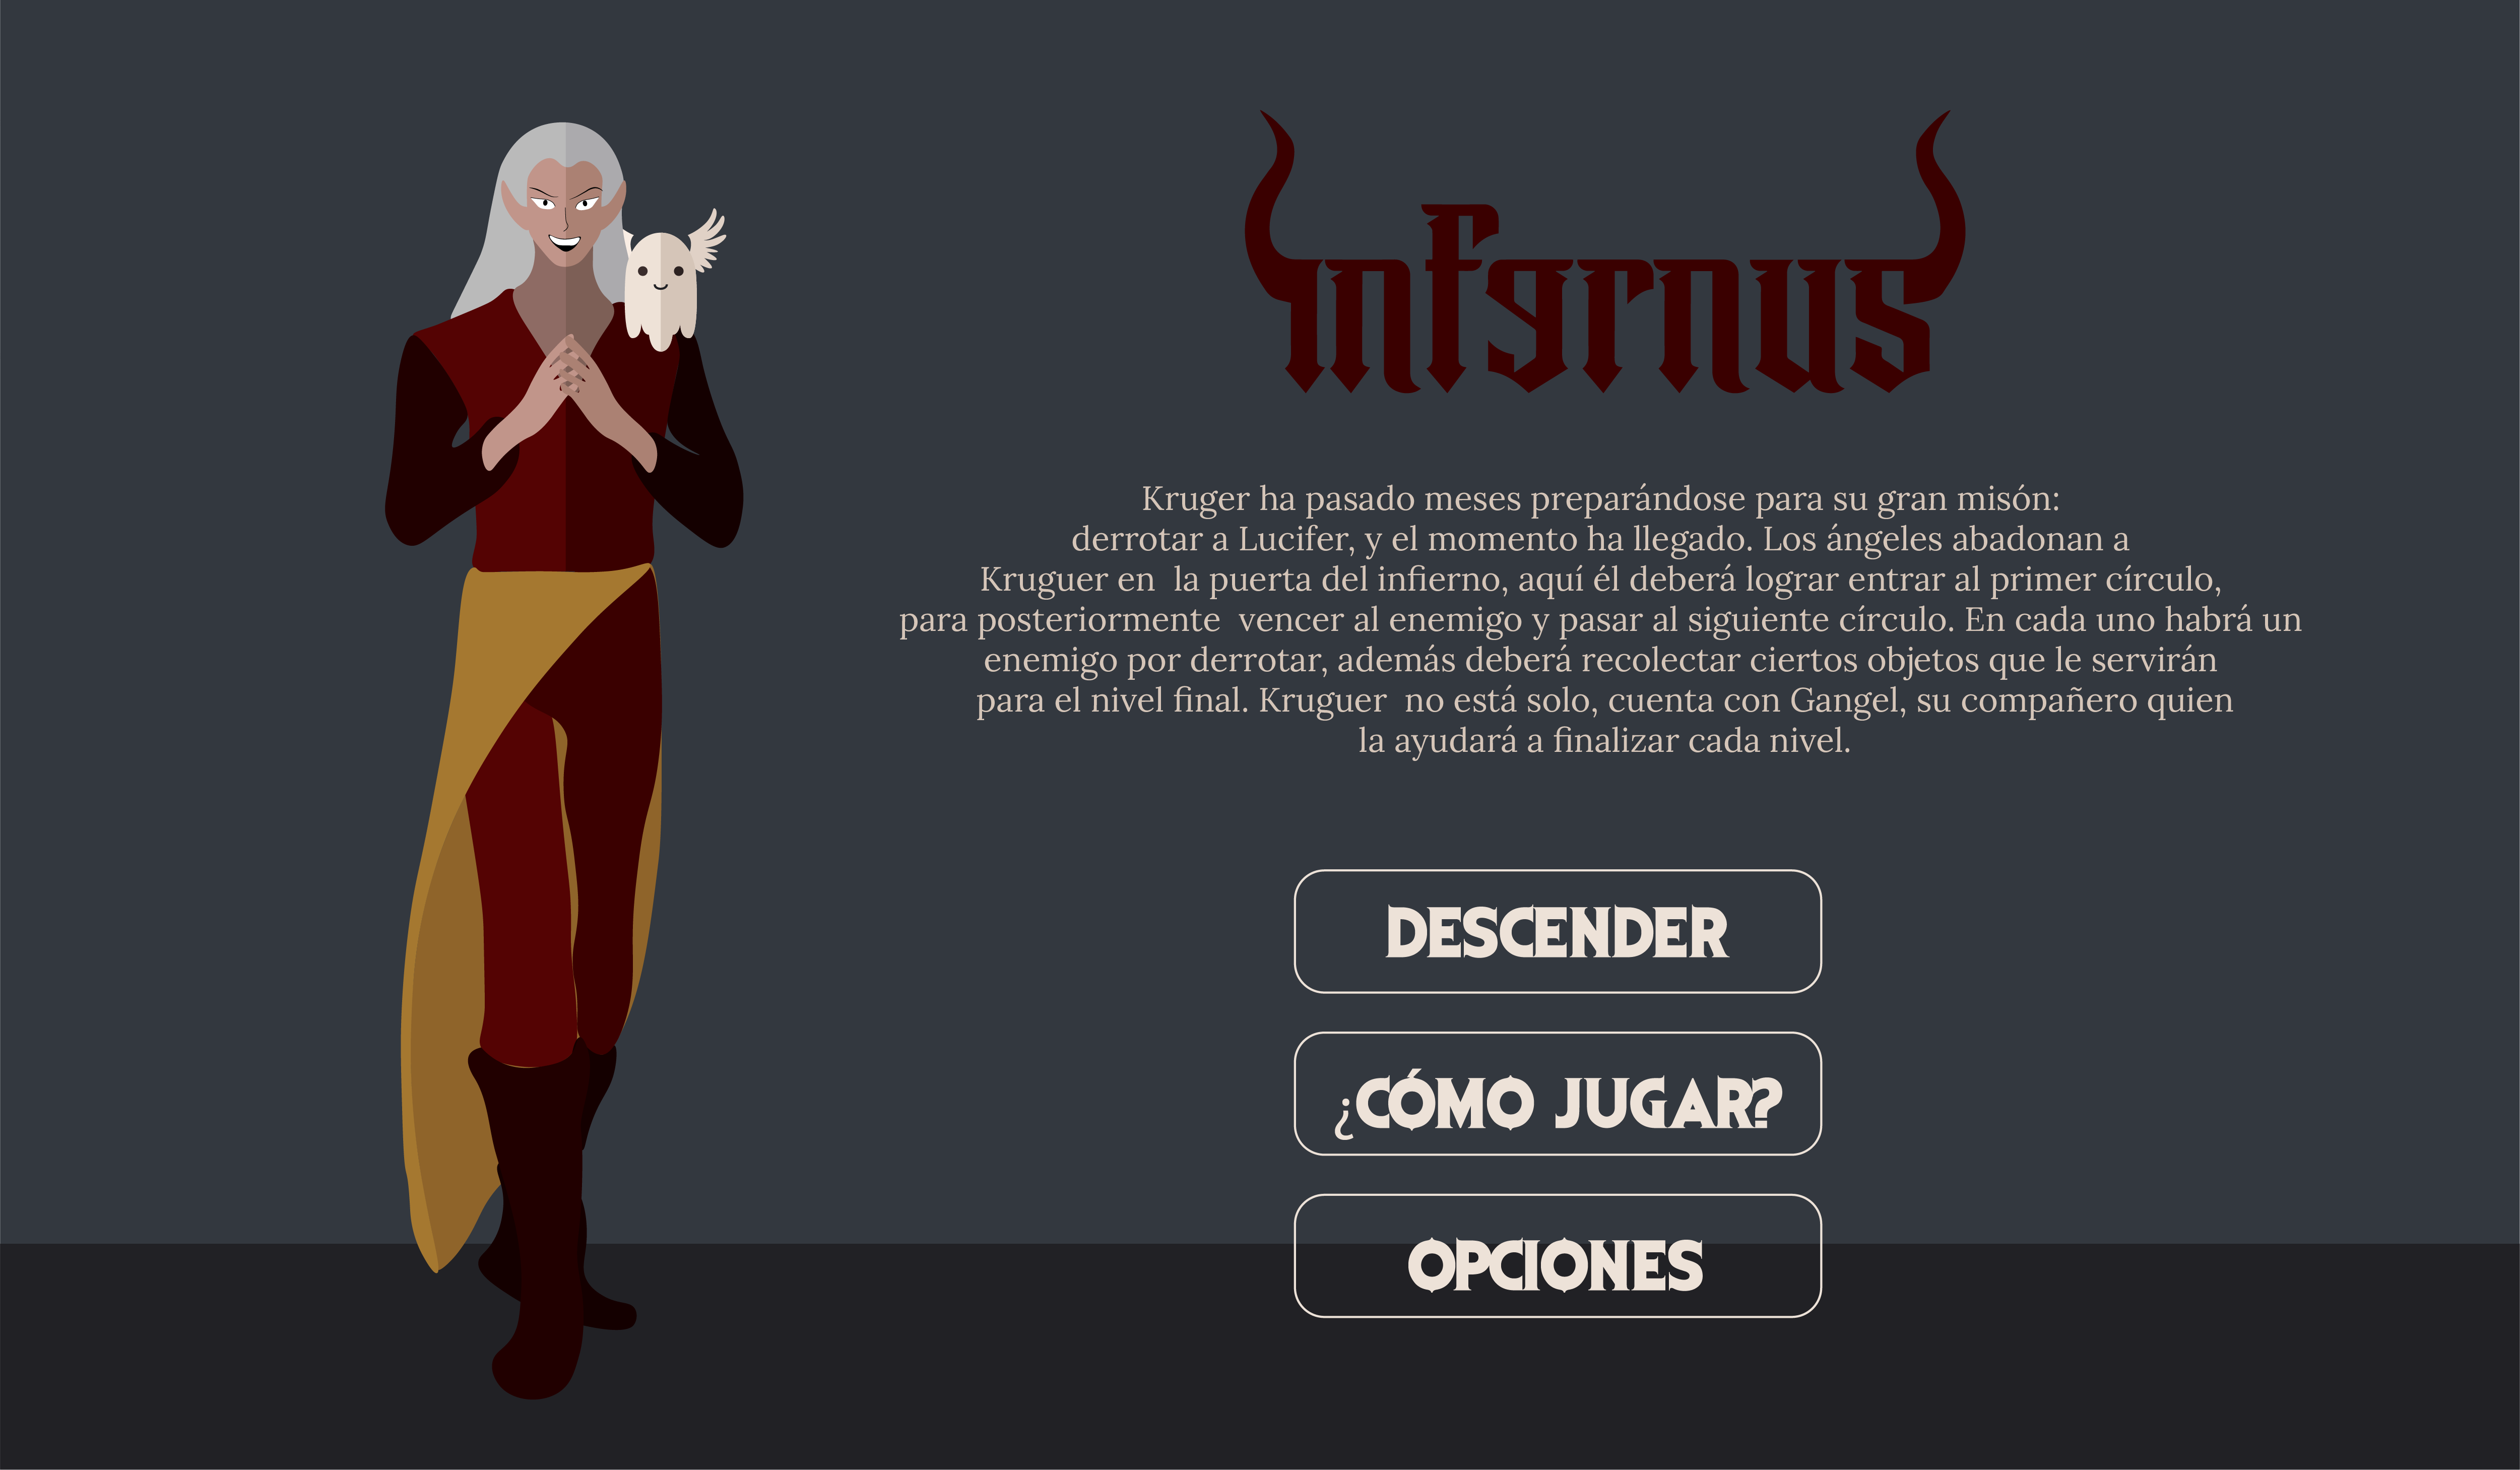 infernus
Kruger ha pasado meses preparándose para su gran misón:
derrotar a Lucifer, y el momento ha llegado. Los ángeles abadonan a
Kruguer en  la puerta del infierno, aquí él deberá lograr entrar al primer círculo,
para posteriormente  vencer al enemigo y pasar al siguiente círculo. En cada uno habrá un
enemigo por derrotar, además deberá recolectar ciertos objetos que le servirán
para el nivel final. Kruguer  no está solo, cuenta con Gangel, su compañero quien
la ayudará a finalizar cada nivel.
DESCENDER
¿CÓMO JUGAR?
OPCIONES